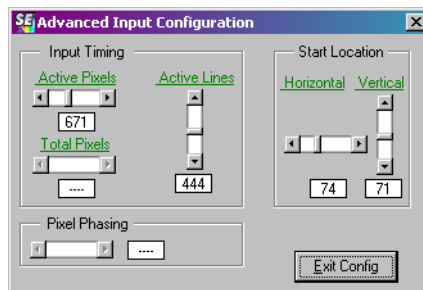 SE Advanced Input Configuration
Input Timing
Active Pixels
Active Lines
671
Total Pixels
----
444
Start Location
Horizontal Vertical
74 71
Pixel Phasing
----
Exit Config